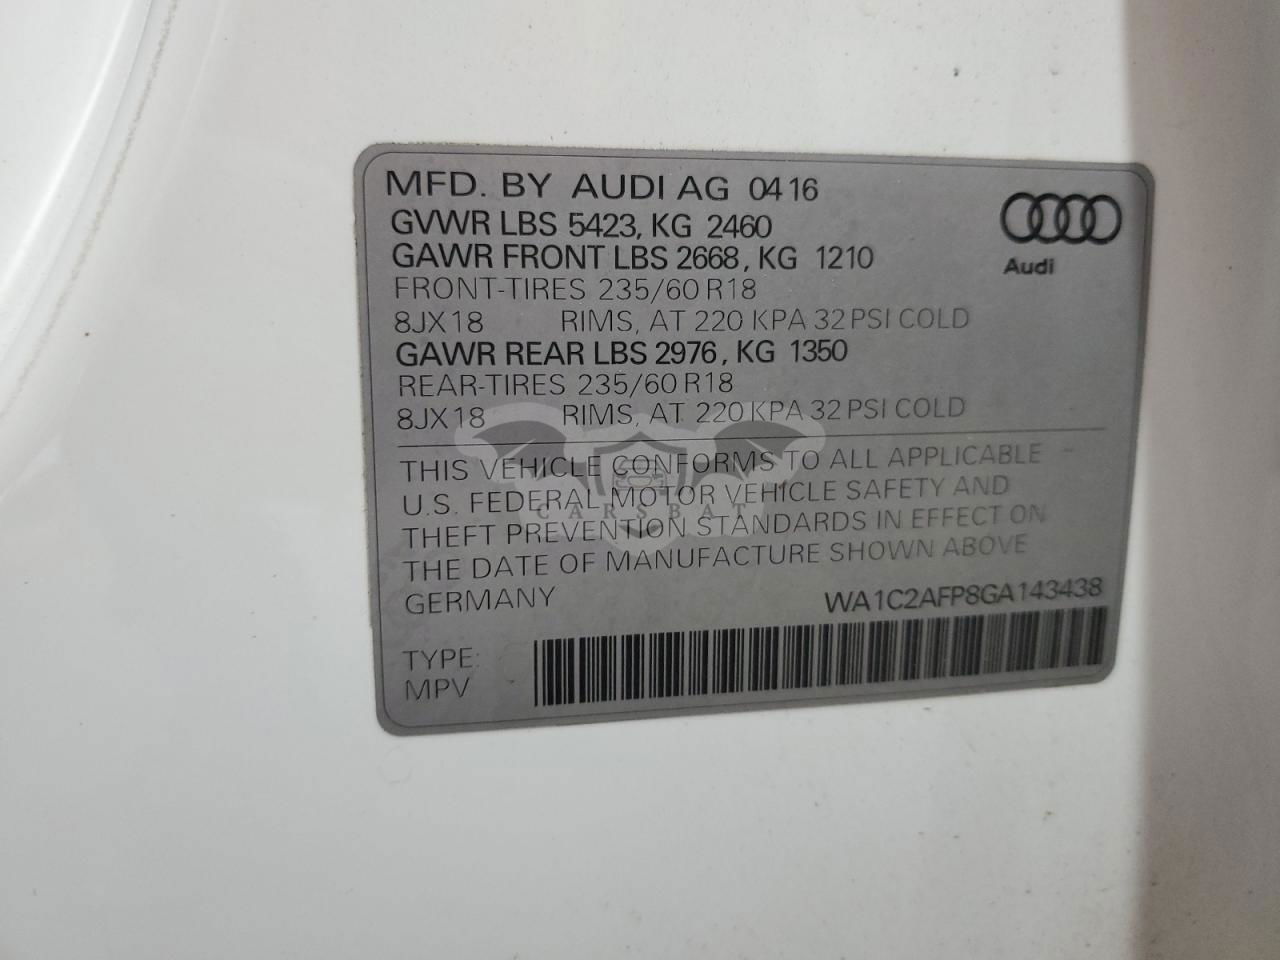 MFD. BY AUDI AG 0416
GVWR LBS 5423, KG 2460
GAWR FRONT LBS 2668, KG 1210
FRONT-TIRES 235/60 R18
8JX18 RIMS, AT 220 KPA 32 PSI COLD
GAWR REAR LBS 2976, KG 1350
REAR-TIRES 235/60 R18
8JX18 RIMS, AT 220 KPA 32 PSI COLD
Audi
THIS VEHICLE CONFORMS TO ALL APPLICABLE
U.S. FEDERAL MOTOR VEHICLE SAFETY AND
THEFT PREVENTION STANDARDS IN EFFECT ON
THE DATE OF MANUFACTURE SHOWN ABOVE
GERMANY WA1C2AFP8GA143438
TYPE:
MPV
CARSBAT